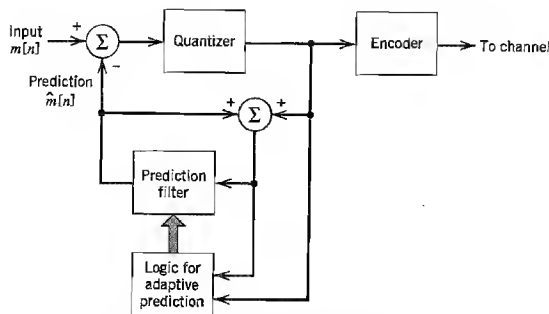 Input
m[n]
+
Σ
−
Quantizer
Encoder
To channel
Prediction
m̂[n]
+
Σ
+
Prediction
filter
Logic for
adaptive
prediction